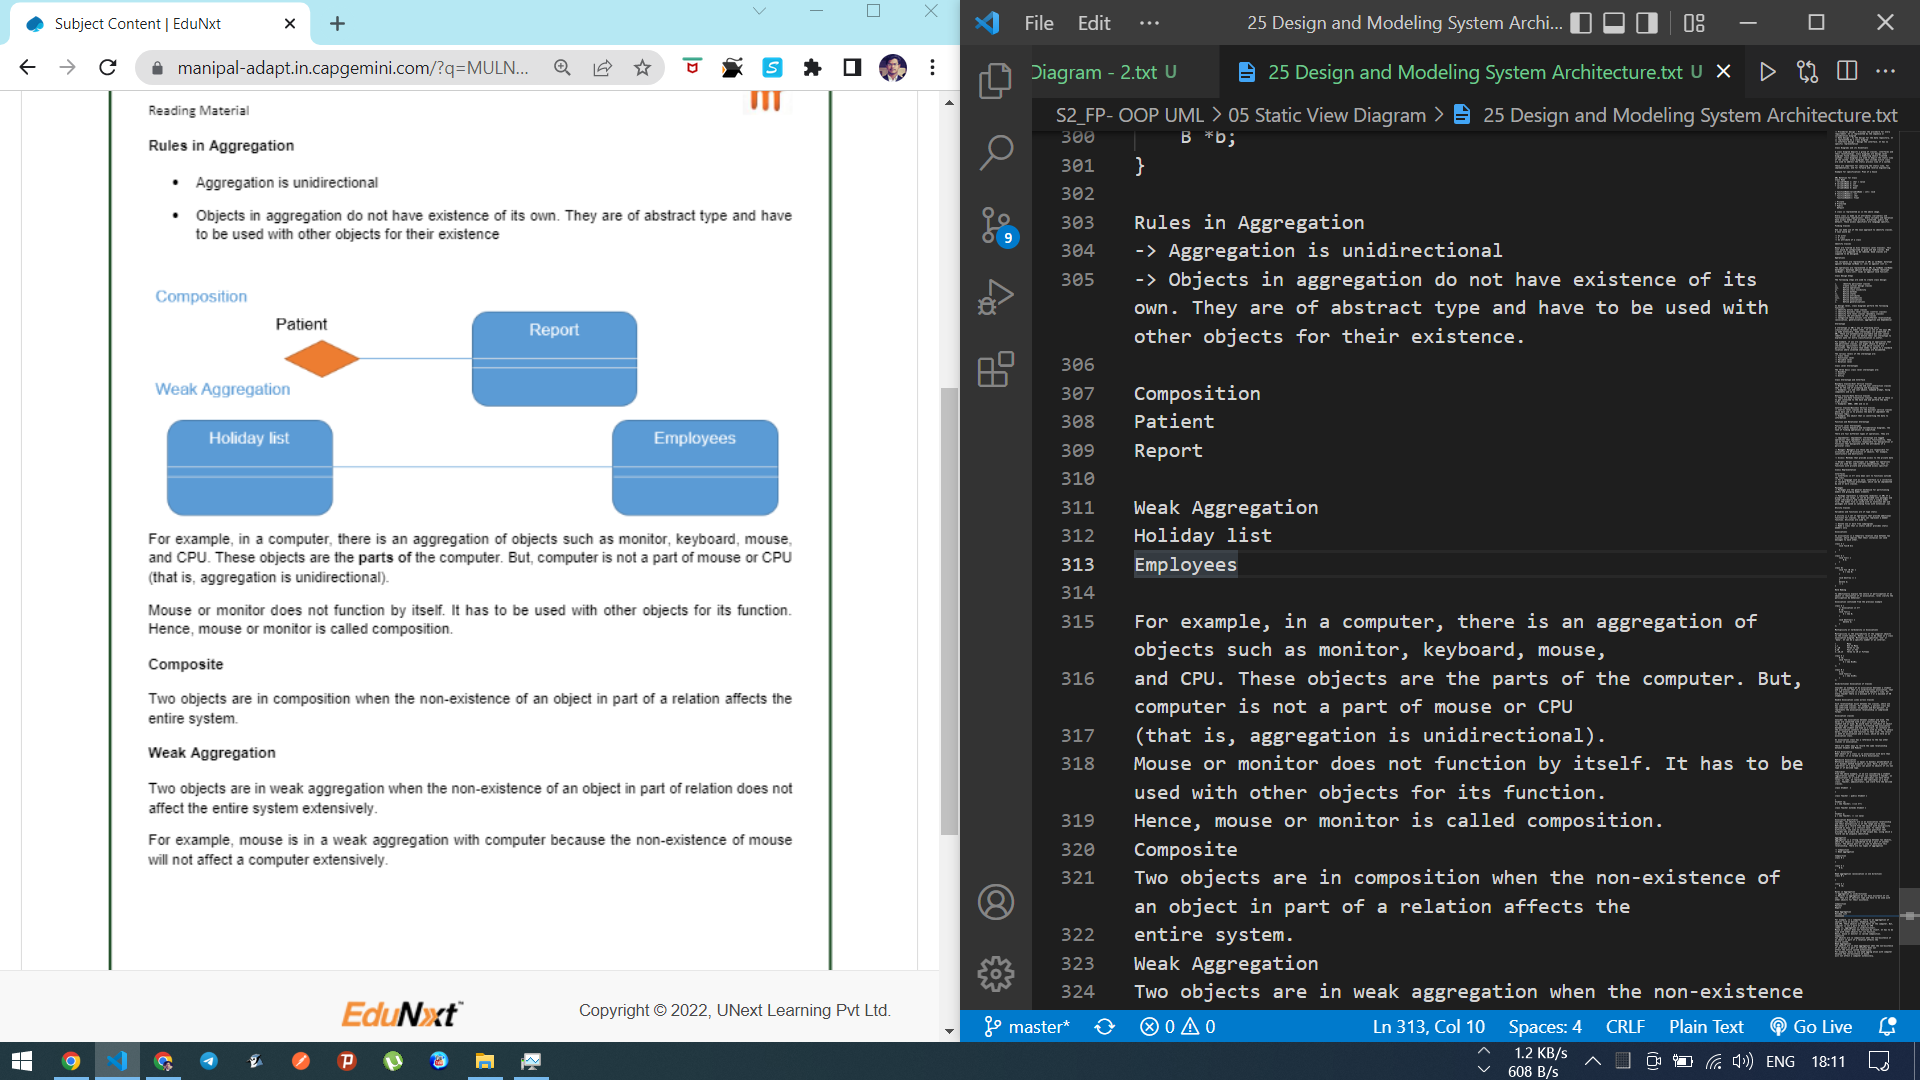 Subject Content | EduNxt
manipal-adapt.in.capgemini.com/?q=MULN...
Reading Material
Rules in Aggregation
• Aggregation is unidirectional
• Objects in aggregation do not have existence of its own. They are of abstract type and have
to be used with other objects for their existence
Composition
Patient
Report
Weak Aggregation
Holiday list
Employees
For example, in a computer, there is an aggregation of objects such as monitor, keyboard, mouse,
and CPU. These objects are the parts of the computer. But, computer is not a part of mouse or CPU
(that is, aggregation is unidirectional).
Mouse or monitor does not function by itself. It has to be used with other objects for its function.
Hence, mouse or monitor is called composition.
Composite
Two objects are in composition when the non-existence of an object in part of a relation affects the
entire system.
Weak Aggregation
Two objects are in weak aggregation when the non-existence of an object in part of relation does not
affect the entire system extensively.
For example, mouse is in a weak aggregation with computer because the non-existence of mouse
will not affect a computer extensively.
EduNxt™
Copyright © 2022, UNext Learning Pvt Ltd.
File Edit ···
25 Design and Modeling System Archi...
Diagram - 2.txt U
25 Design and Modeling System Architecture.txt U
S2_FP- OOP UML > 05 Static View Diagram > 25 Design and Modeling System Architecture.txt
9
300 B *b;
301 }
302
303 Rules in Aggregation
304 -> Aggregation is unidirectional
305 -> Objects in aggregation do not have existence of its
own. They are of abstract type and have to be used with
other objects for their existence.
306
307 Composition
308 Patient
309 Report
310
311 Weak Aggregation
312 Holiday list
313 Employees
314
315 For example, in a computer, there is an aggregation of
objects such as monitor, keyboard, mouse,
316 and CPU. These objects are the parts of the computer. But,
computer is not a part of mouse or CPU
317 (that is, aggregation is unidirectional).
318 Mouse or monitor does not function by itself. It has to be
used with other objects for its function.
319 Hence, mouse or monitor is called composition.
320 Composite
321 Two objects are in composition when the non-existence of
an object in part of a relation affects the
322 entire system.
323 Weak Aggregation
324 Two objects are in weak aggregation when the non-existence
master* 0 0 Ln 313, Col 10 Spaces: 4 CRLF Plain Text Go Live
1.2 KB/s
608 B/s
ENG 18:11